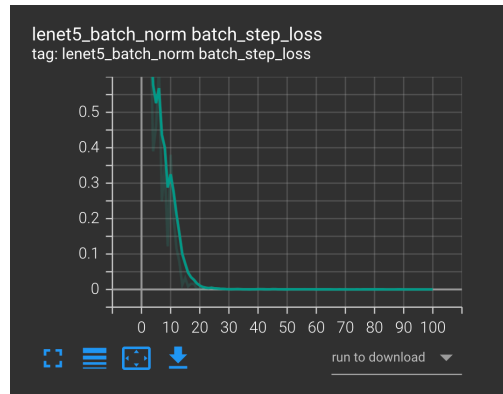 lenet5_batch_norm batch_step_loss
tag: lenet5_batch_norm batch_step_loss
0.5
0.4
0.3
0.2
0.1
0
0 10 20 30 40 50 60 70 80 90 100
run to download